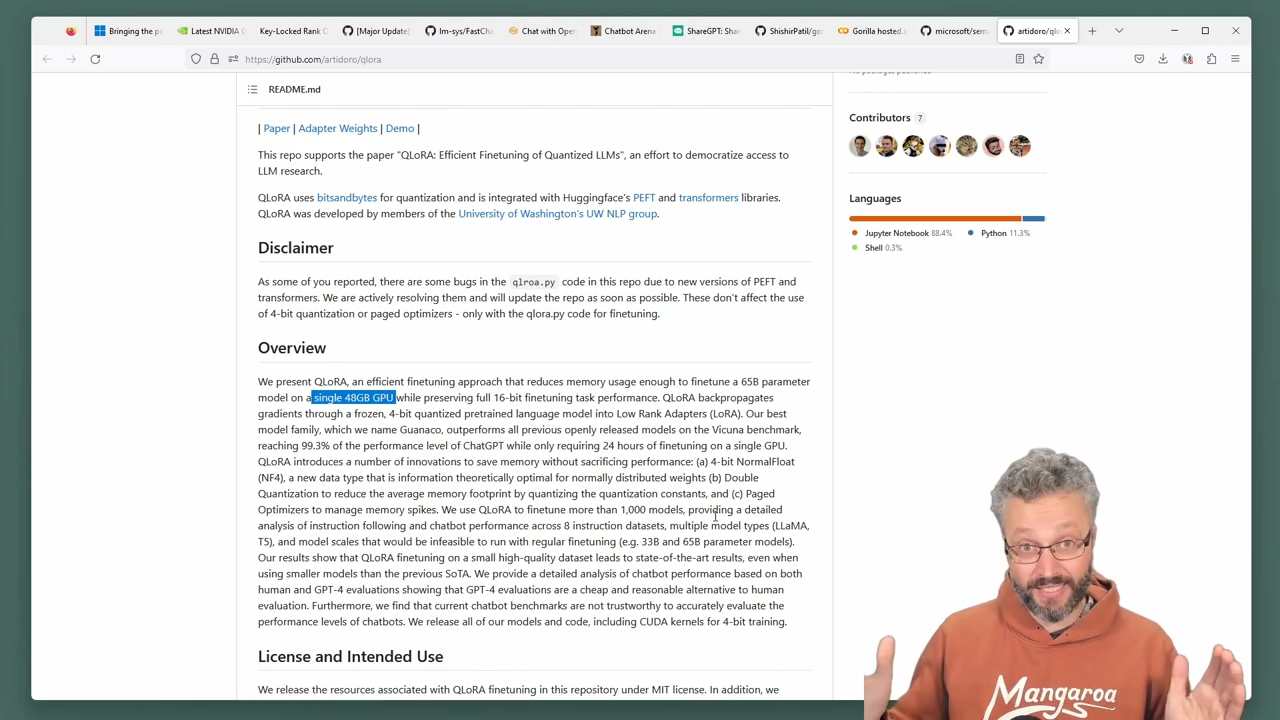 Bringing the po
Latest NVIDIA G
Key-Locked Rank O
[Major Update]
lm-sys/FastCha
Chat with Open
Chatbot Arena
ShareGPT: Shar
ShishirPatil/gor
Gorilla hosted.i
microsoft/sem
artidoro/qlo
https://github.com/artidoro/qlora
README.md
| Paper | Adapter Weights | Demo |
This repo supports the paper "QLoRA: Efficient Finetuning of Quantized LLMs", an effort to democratize access to
LLM research.
QLoRA uses bitsandbytes for quantization and is integrated with Huggingface's PEFT and transformers libraries.
QLoRA was developed by members of the University of Washington's UW NLP group.
Disclaimer
As some of you reported, there are some bugs in the qlroa.py code in this repo due to new versions of PEFT and
transformers. We are actively resolving them and will update the repo as soon as possible. These don't affect the use
of 4-bit quantization or paged optimizers - only with the qlora.py code for finetuning.
Overview
We present QLoRA, an efficient finetuning approach that reduces memory usage enough to finetune a 65B parameter
model on a single 48GB GPU while preserving full 16-bit finetuning task performance. QLoRA backpropagates
gradients through a frozen, 4-bit quantized pretrained language model into Low Rank Adapters (LoRA). Our best
model family, which we name Guanaco, outperforms all previous openly released models on the Vicuna benchmark,
reaching 99.3% of the performance level of ChatGPT while only requiring 24 hours of finetuning on a single GPU.
QLoRA introduces a number of innovations to save memory without sacrificing performance: (a) 4-bit NormalFloat
(NF4), a new data type that is information theoretically optimal for normally distributed weights (b) Double
Quantization to reduce the average memory footprint by quantizing the quantization constants, and (c) Paged
Optimizers to manage memory spikes. We use QLoRA to finetune more than 1,000 models, providing a detailed
analysis of instruction following and chatbot performance across 8 instruction datasets, multiple model types (LLaMA,
T5), and model scales that would be infeasible to run with regular finetuning (e.g. 33B and 65B parameter models).
Our results show that QLoRA finetuning on a small high-quality dataset leads to state-of-the-art results, even when
using smaller models than the previous SoTA. We provide a detailed analysis of chatbot performance based on both
human and GPT-4 evaluations showing that GPT-4 evaluations are a cheap and reasonable alternative to human
evaluation. Furthermore, we find that current chatbot benchmarks are not trustworthy to accurately evaluate the
performance levels of chatbots. We release all of our models and code, including CUDA kernels for 4-bit training.
License and Intended Use
We release the resources associated with QLoRA finetuning in this repository under MIT license. In addition, we
Contributors 7
Languages
Jupyter Notebook 88.4%
Python 11.3%
Shell 0.3%
Mangaroa